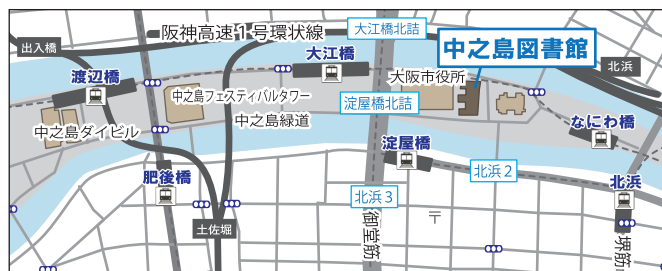 阪神高速1号環状線
大江橋北詰
出入橋
中之島図書館
大江橋
北浜
渡辺橋
大阪市役所
中之島フェスティバルタワー
淀屋橋北詰
中之島緑道
なにわ橋
中之島ダイビル
淀屋橋
肥後橋
北浜2
北浜
北浜3
〒
土佐堀
御堂筋
堺筋